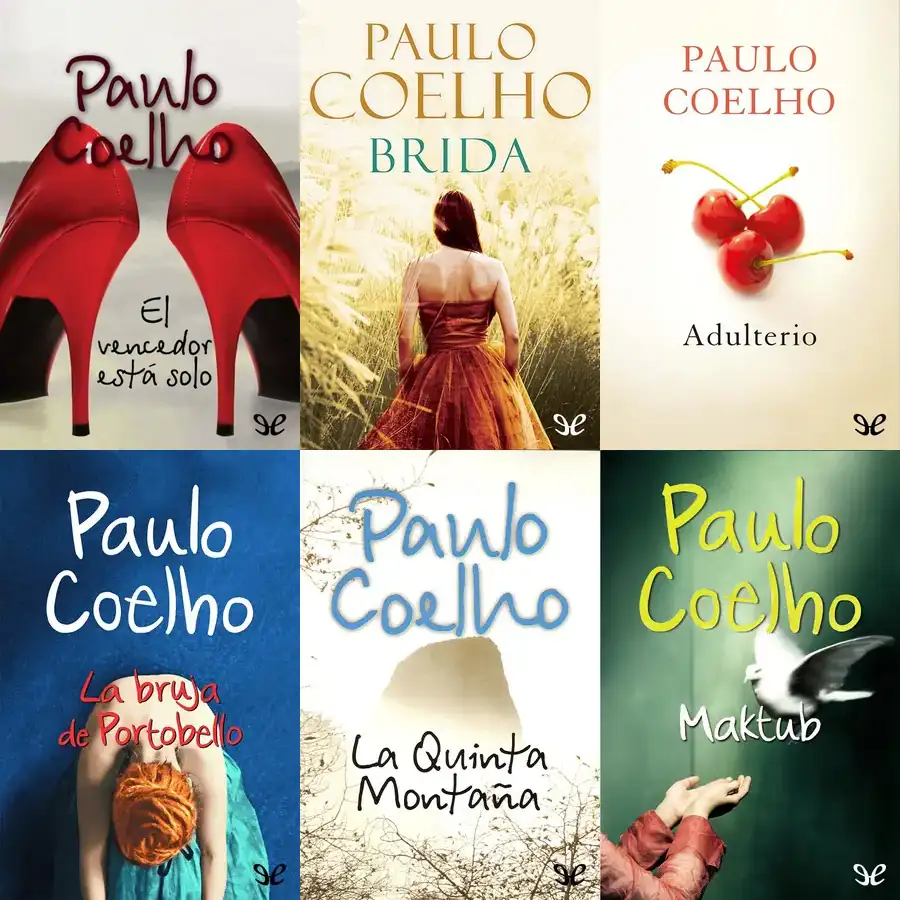 Paulo
Coelho
El
vencedor
está solo
PAULO
COELHO
BRIDA
PAULO
COELHO
Adulterio
Paulo
Coelho
La bruja
de Portobello
Paulo
Coelho
La Quinta
Montaña
Paulo
Coelho
Maktub